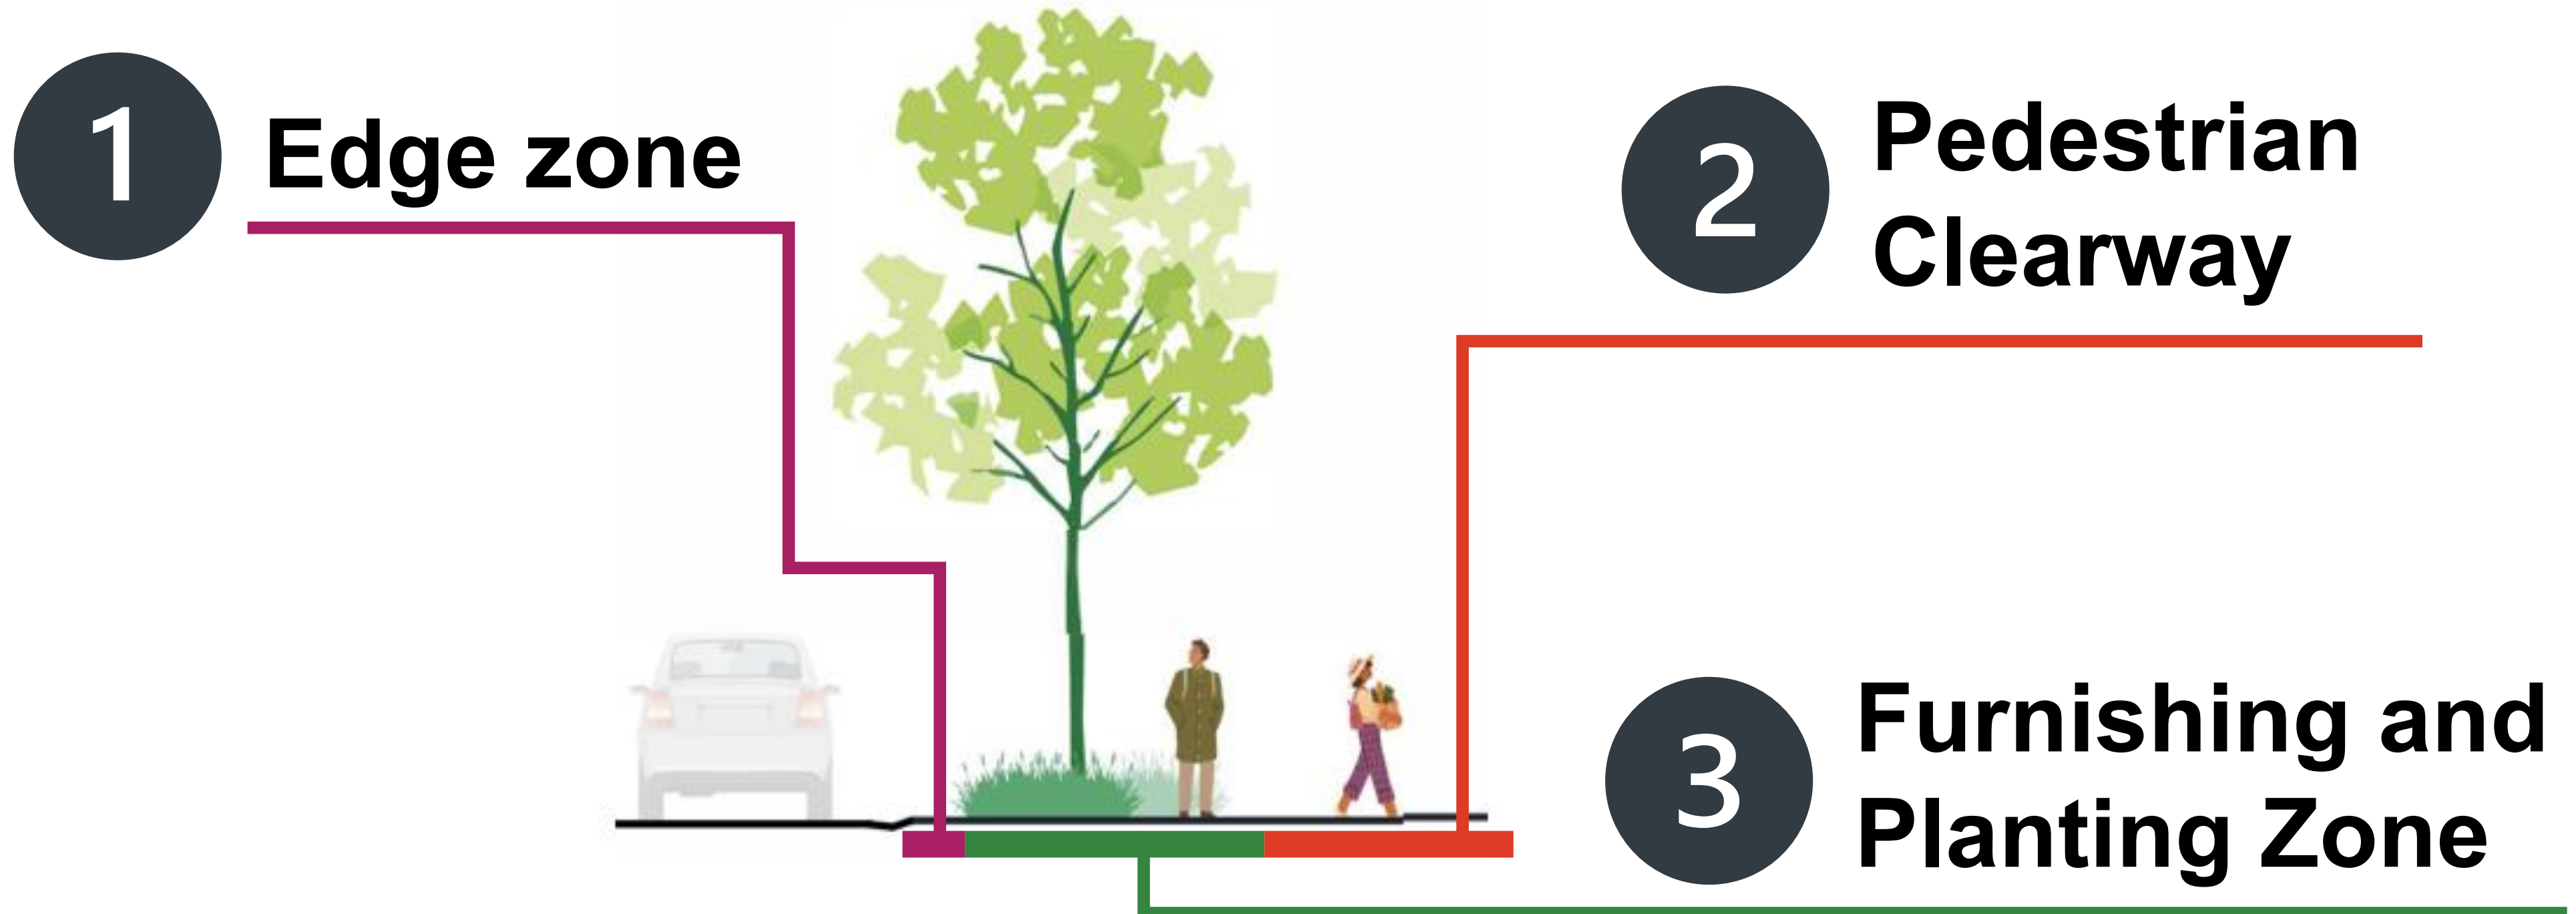 1
Edge zone
2
Pedestrian
Clearway
3
Furnishing and
Planting Zone